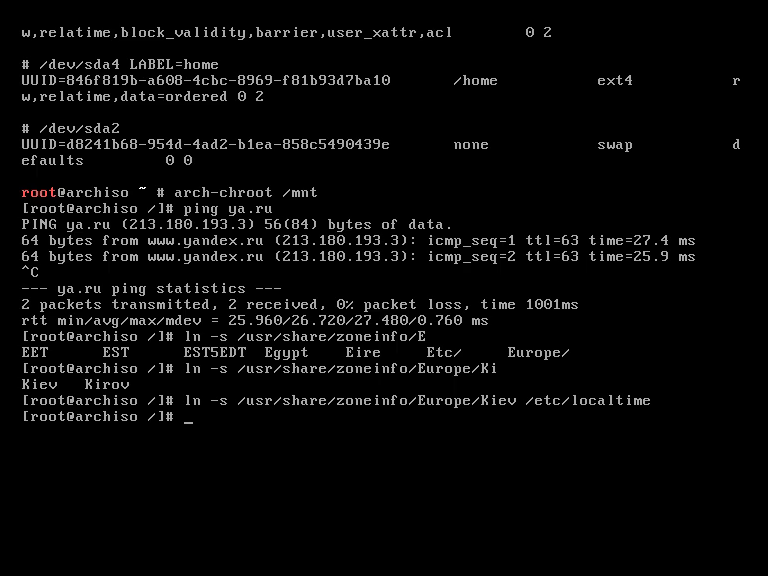 w,relatime,block_validity,barrier,user_xattr,acl         0 2
# /dev/sda4 LABEL=home
UUID=846f819b-a608-4cbc-8969-f81b93d7ba10       /home           ext4            r
w,relatime,data=ordered 0 2
# /dev/sda2
UUID=d8241b68-954d-4ad2-b1ea-858c5490439e       none            swap            d
efaults         0 0
root@archiso ~ # arch-chroot /mnt
[root@archiso /]# ping ya.ru
PING ya.ru (213.180.193.3) 56(84) bytes of data.
64 bytes from www.yandex.ru (213.180.193.3): icmp_seq=1 ttl=63 time=27.4 ms
64 bytes from www.yandex.ru (213.180.193.3): icmp_seq=2 ttl=63 time=25.9 ms
^C
--- ya.ru ping statistics ---
2 packets transmitted, 2 received, 0% packet loss, time 1001ms
rtt min/avg/max/mdev = 25.960/26.720/27.480/0.760 ms
[root@archiso /]# ln -s /usr/share/zoneinfo/E
EET      EST      EST5EDT  Egypt    Eire     Etc/     Europe/
[root@archiso /]# ln -s /usr/share/zoneinfo/Europe/Ki
Kiev   Kirov
[root@archiso /]# ln -s /usr/share/zoneinfo/Europe/Kiev /etc/localtime
[root@archiso /]# _